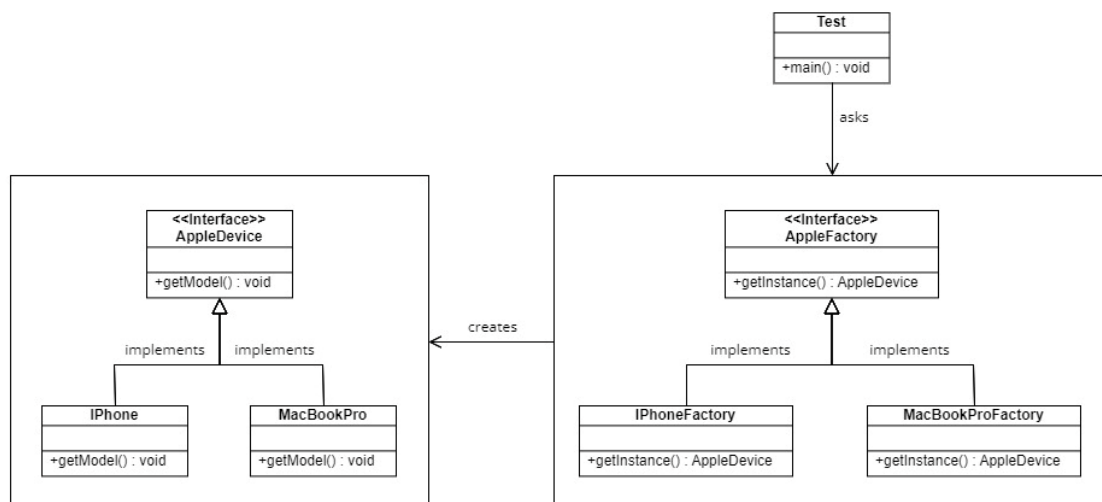 Test
+main() : void
asks
<<Interface>>
AppleDevice
+getModel() : void
<<Interface>>
AppleFactory
+getInstance() : AppleDevice
creates
implements
implements
implements
implements
IPhone
+getModel() : void
MacBookPro
+getModel() : void
IPhoneFactory
+getInstance() : AppleDevice
MacBookProFactory
+getInstance() : AppleDevice